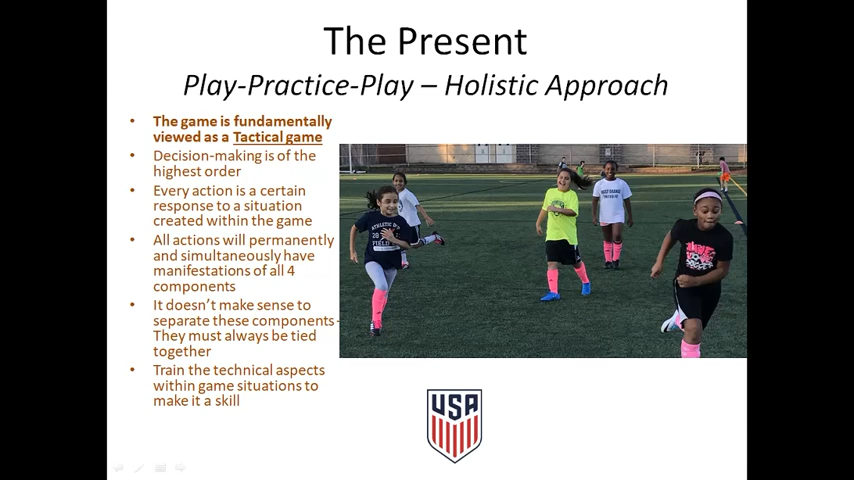 The Present
Play-Practice-Play – Holistic Approach
• The game is fundamentally
viewed as a Tactical game
• Decision-making is of the
highest order
• Every action is a certain
response to a situation
created within the game
• All actions will permanently
and simultaneously have
manifestations of all 4
components
• It doesn’t make sense to
separate these components-
They must always be tied
together
• Train the technical aspects
within game situations to
make it a skill
ATHLETIC
28
FIELD
USA